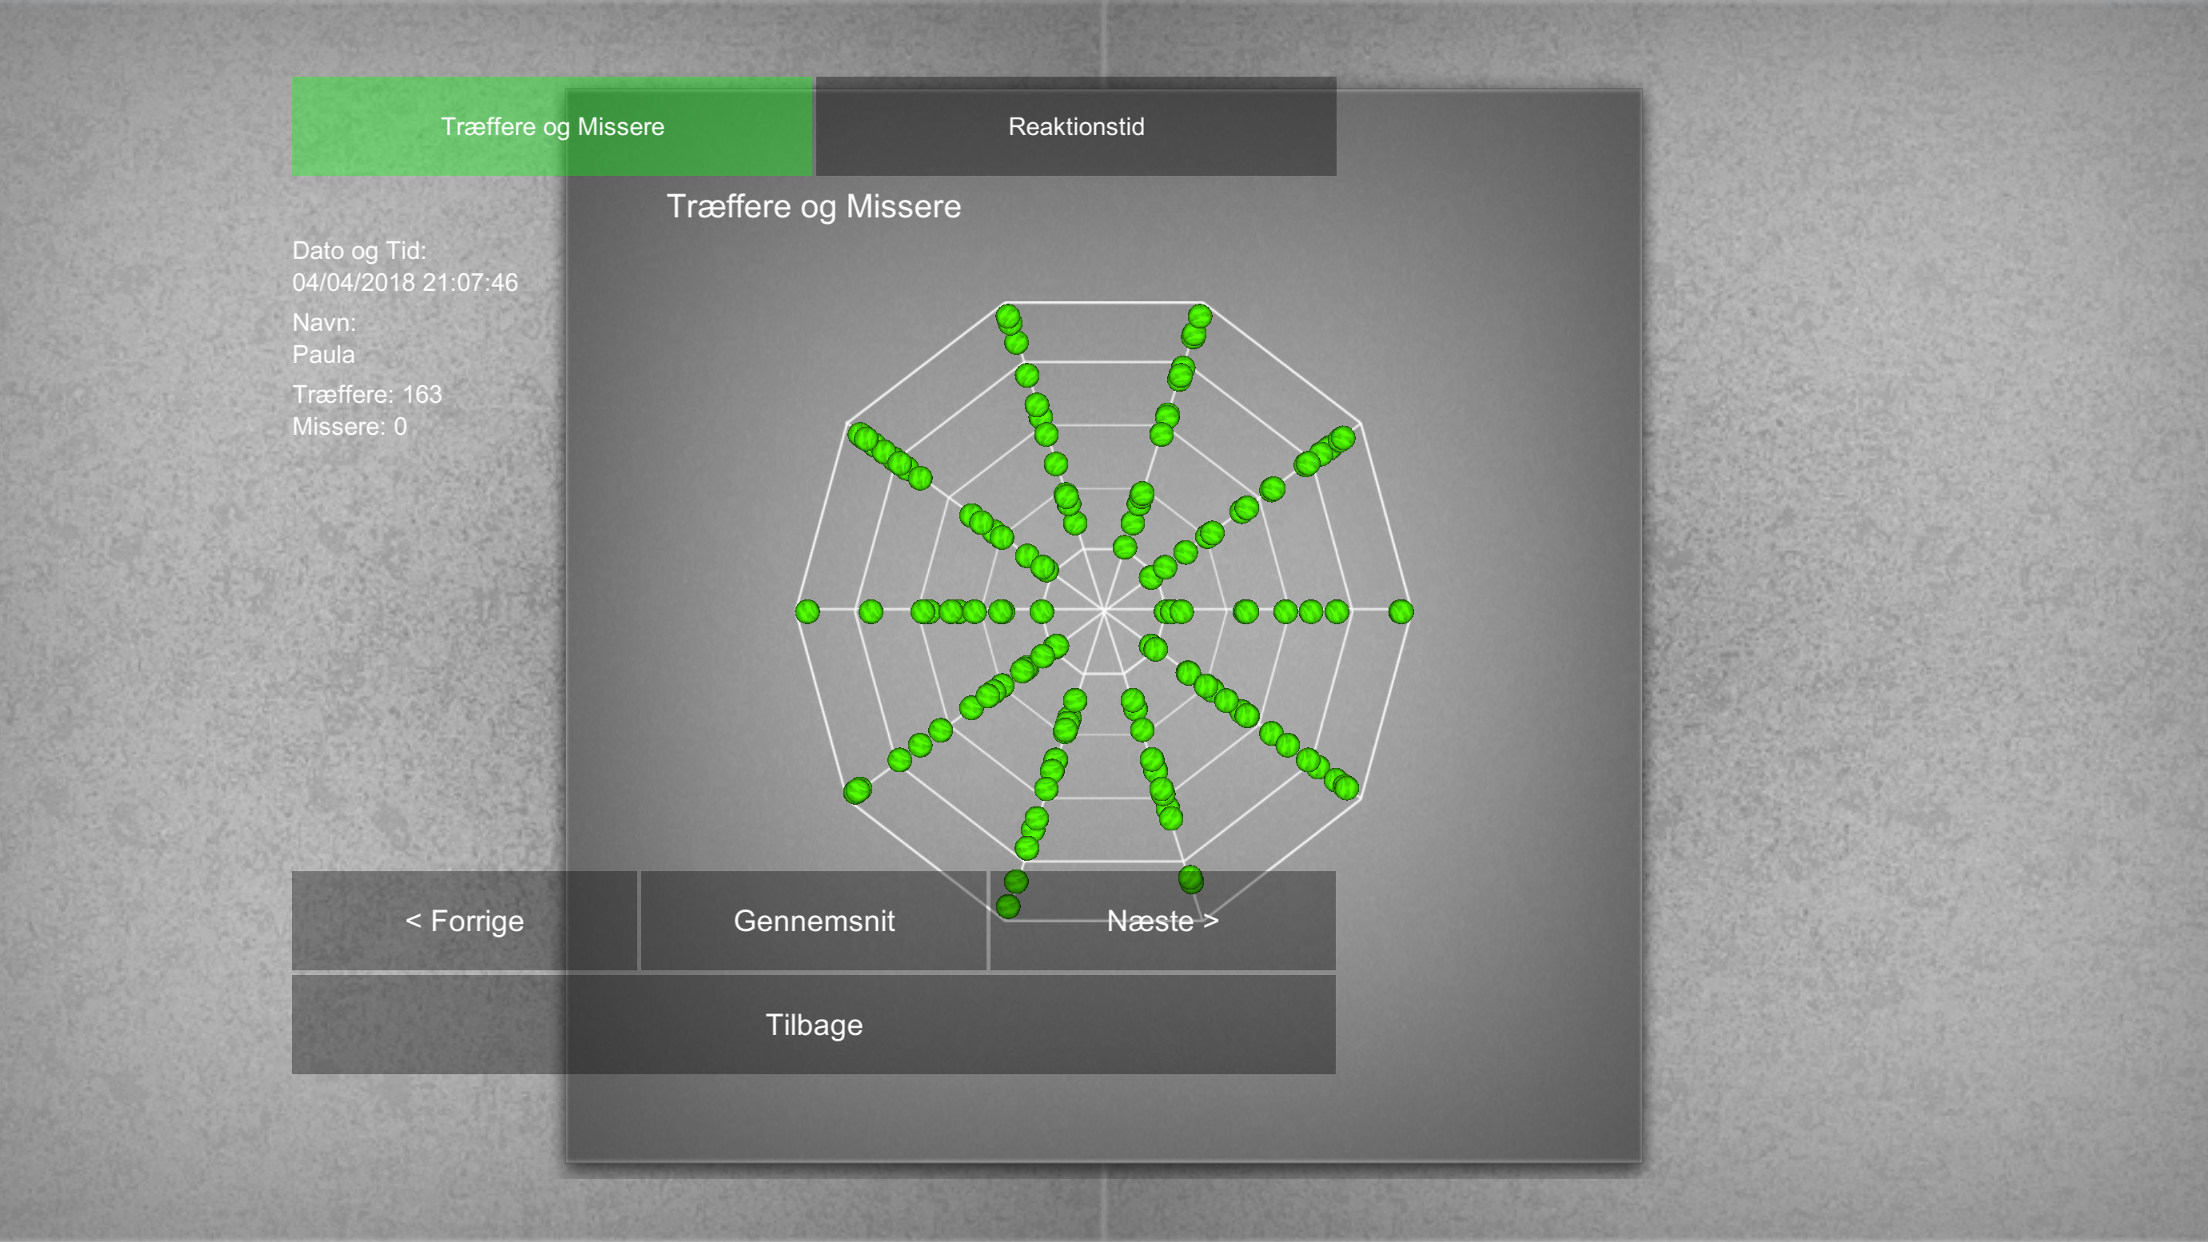 Træffere og Missere
Reaktionstid
Træffere og Missere
Dato og Tid:
04/04/2018 21:07:46
Navn:
Paula
Træffere: 163
Missere: 0
< Forrige
Gennemsnit
Næste >
Tilbage